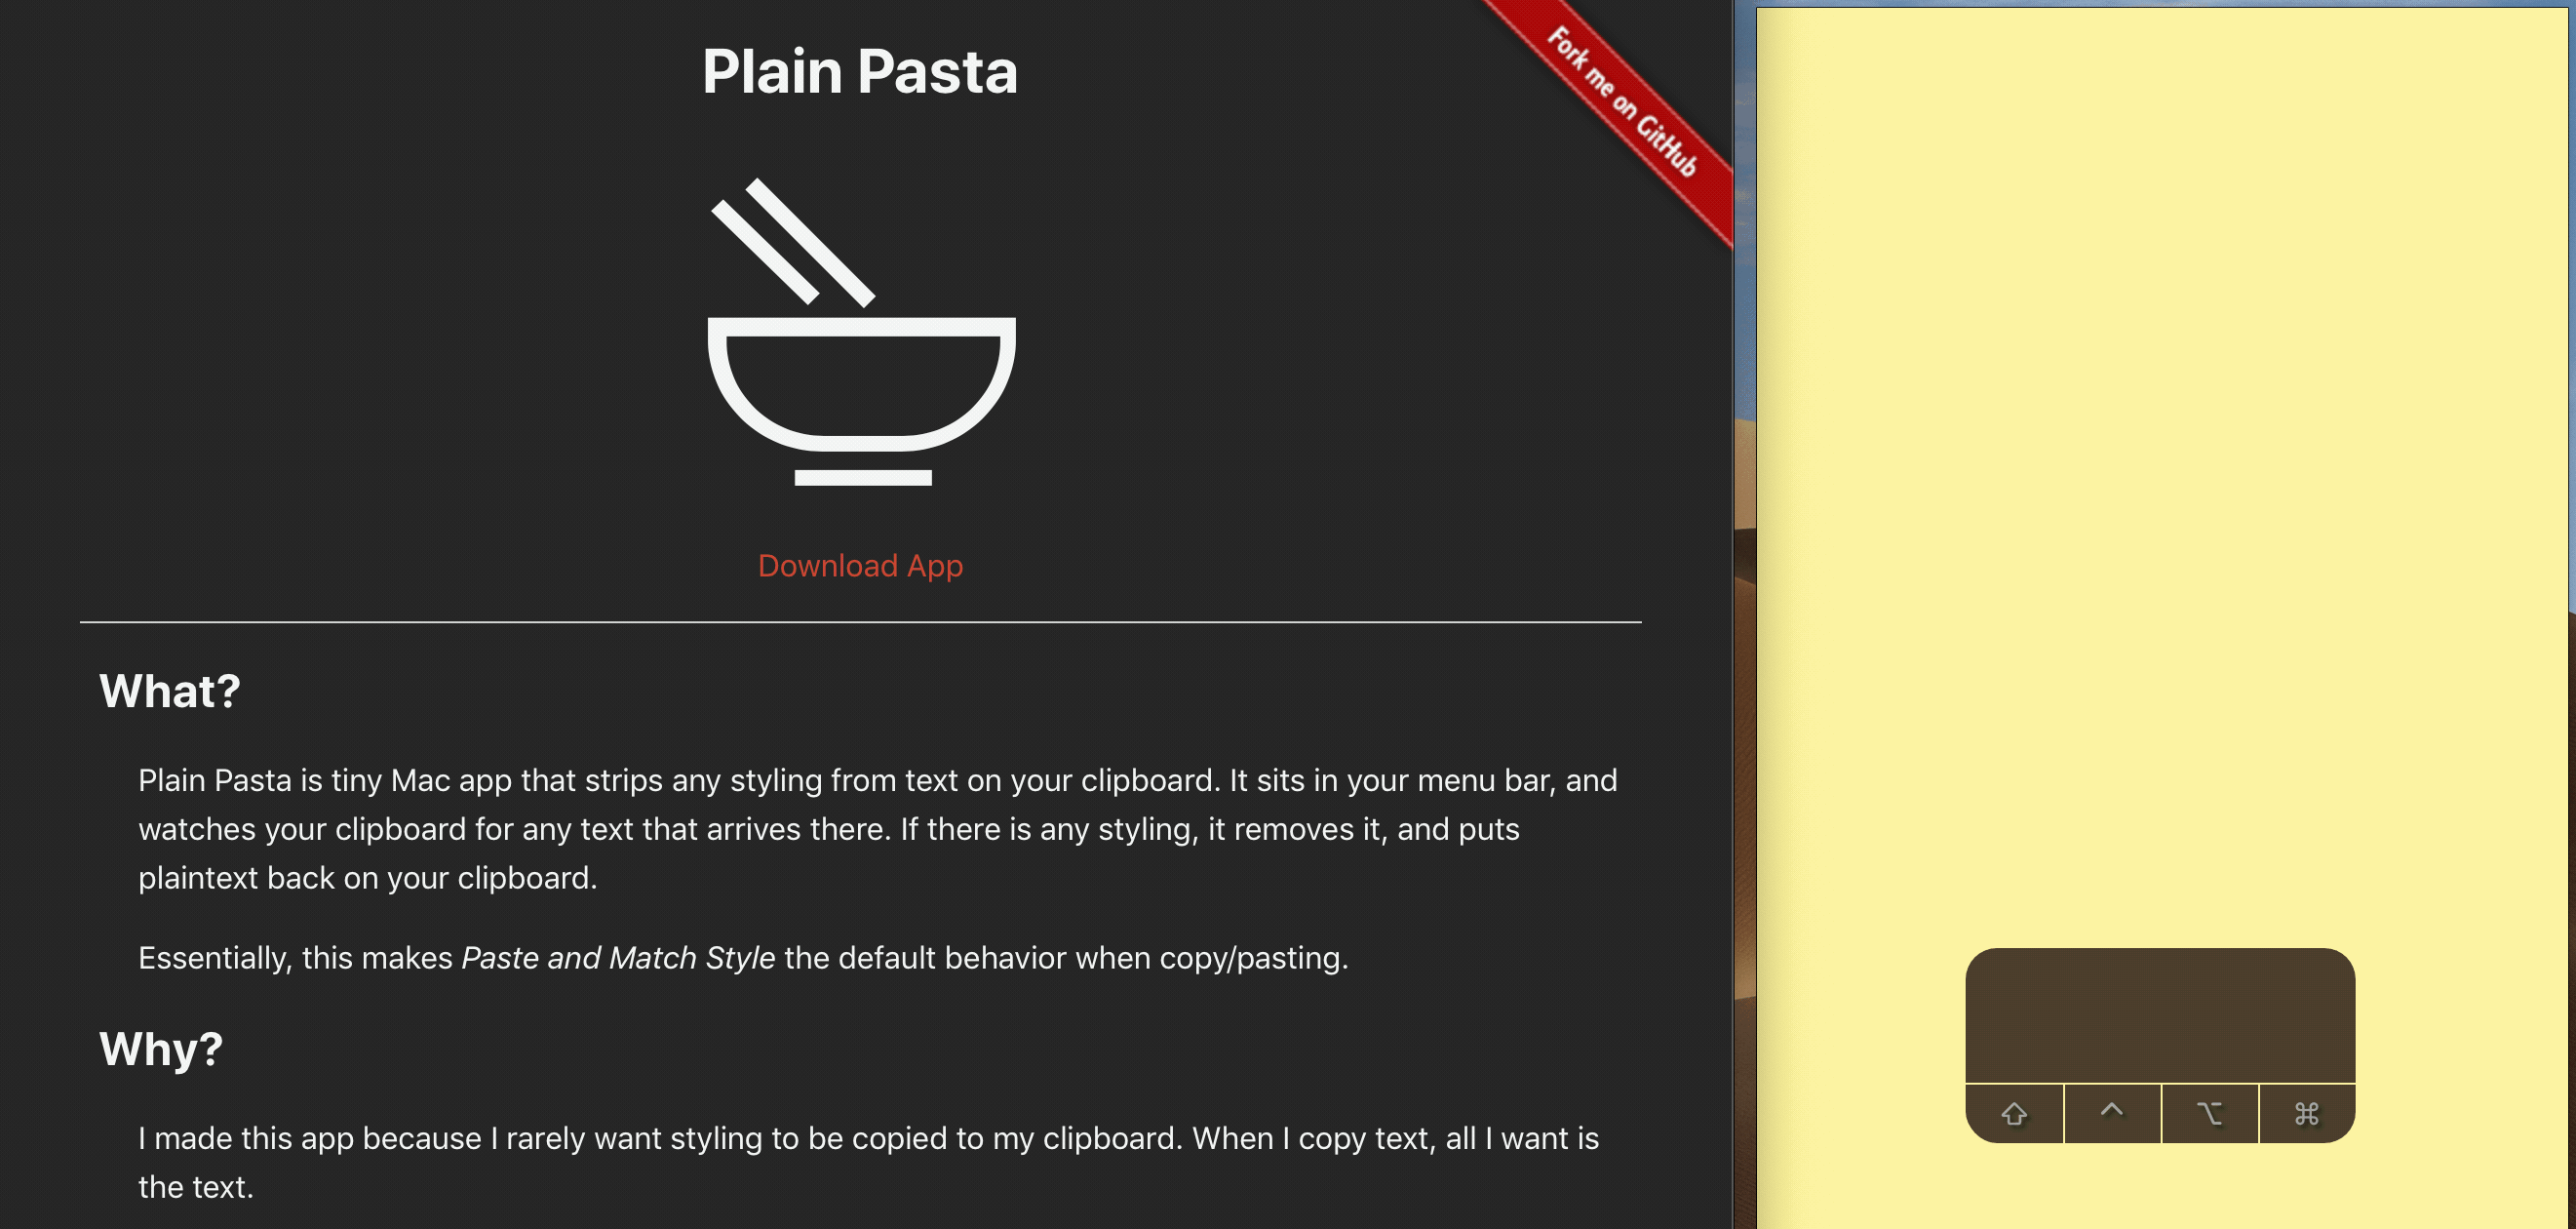 Plain Pasta
Fork me on GitHub
Download App
What?
Plain Pasta is tiny Mac app that strips any styling from text on your clipboard. It sits in your menu bar, and
watches your clipboard for any text that arrives there. If there is any styling, it removes it, and puts
plaintext back on your clipboard.
Essentially, this makes Paste and Match Style the default behavior when copy/pasting.
Why?
I made this app because I rarely want styling to be copied to my clipboard. When I copy text, all I want is
the text.
⇧ ⌃ ⌥ ⌘